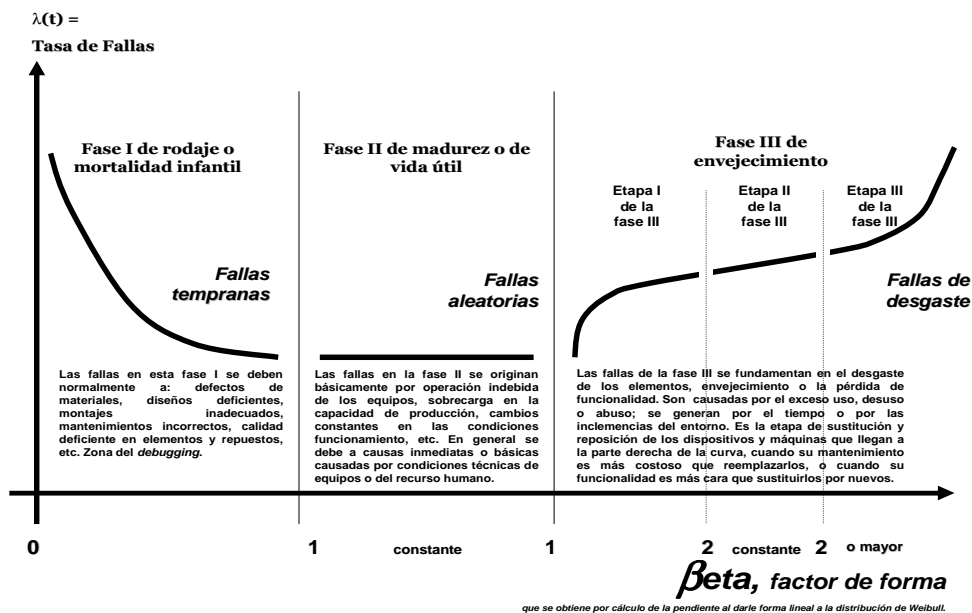 λ(t) =
Tasa de Fallas
Fase I de rodaje o
mortalidad infantil
Fase II de madurez o de
vida útil
Fase III de
envejecimiento
Etapa I
de la
fase III
Etapa II
de la
fase III
Etapa III
de la
fase III
Fallas
tempranas
Fallas
aleatorias
Fallas de
desgaste
Las fallas en esta fase I se deben
normalmente a: defectos de
materiales, diseños deficientes,
montajes inadecuados,
mantenimientos incorrectos, calidad
deficiente en elementos y repuestos,
etc. Zona del debugging.
Las fallas en la fase II se originan
básicamente por operación indebida
de los equipos, sobrecarga en la
capacidad de producción, cambios
constantes en las condiciones
funcionamiento, etc. En general se
debe a causas inmediatas o básicas
causadas por condiciones técnicas de
equipos o del recurso humano.
Las fallas de la fase III se fundamentan en el desgaste
de los elementos, envejecimiento o la pérdida de
funcionalidad. Son causadas por el exceso uso, desuso
o abuso; se generan por el tiempo o por las
inclemencias del entorno. Es la etapa de sustitución y
reposición de los dispositivos y máquinas que llegan a
la parte derecha de la curva, cuando su mantenimiento
es más costoso que reemplazarlos, o cuando su
funcionalidad es más cara que sustituirlos por nuevos.
0 1 constante 1 2 constante 2 o mayor
βeta, factor de forma
que se obtiene por cálculo de la pendiente al darle forma lineal a la distribución de Weibull.